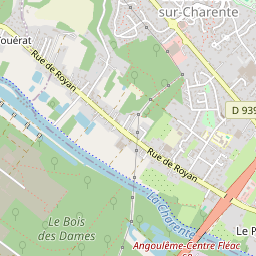 sur-Charente
ouérat
Rue de Royan
D 939
Rue de Royan
La Charente
Le P
Le Bois
des Dames
Angoulême-Centre Fléac